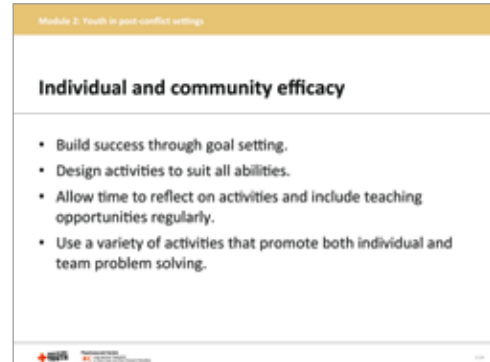 Module 2: Youth in post-conflict settings
Individual and community efficacy
• Build success through goal setting.
• Design activities to suit all abilities.
• Allow time to reflect on activities and include teaching
opportunities regularly.
• Use a variety of activities that promote both individual and
team problem solving.